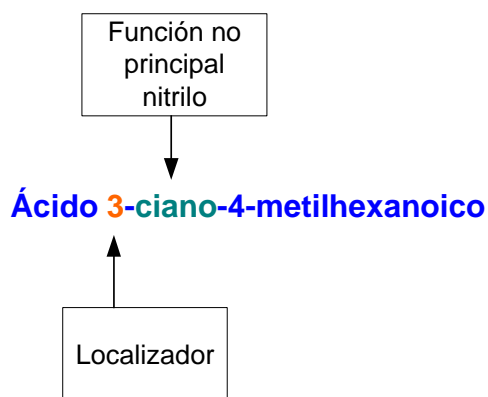 Función no
principal
nitrilo
Ácido 3-ciano-4-metilhexanoico
Localizador